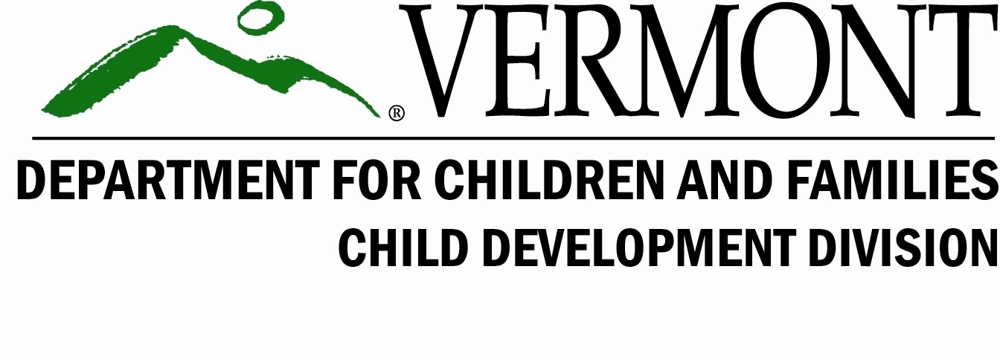 ® VERMONT
DEPARTMENT FOR CHILDREN AND FAMILIES
CHILD DEVELOPMENT DIVISION